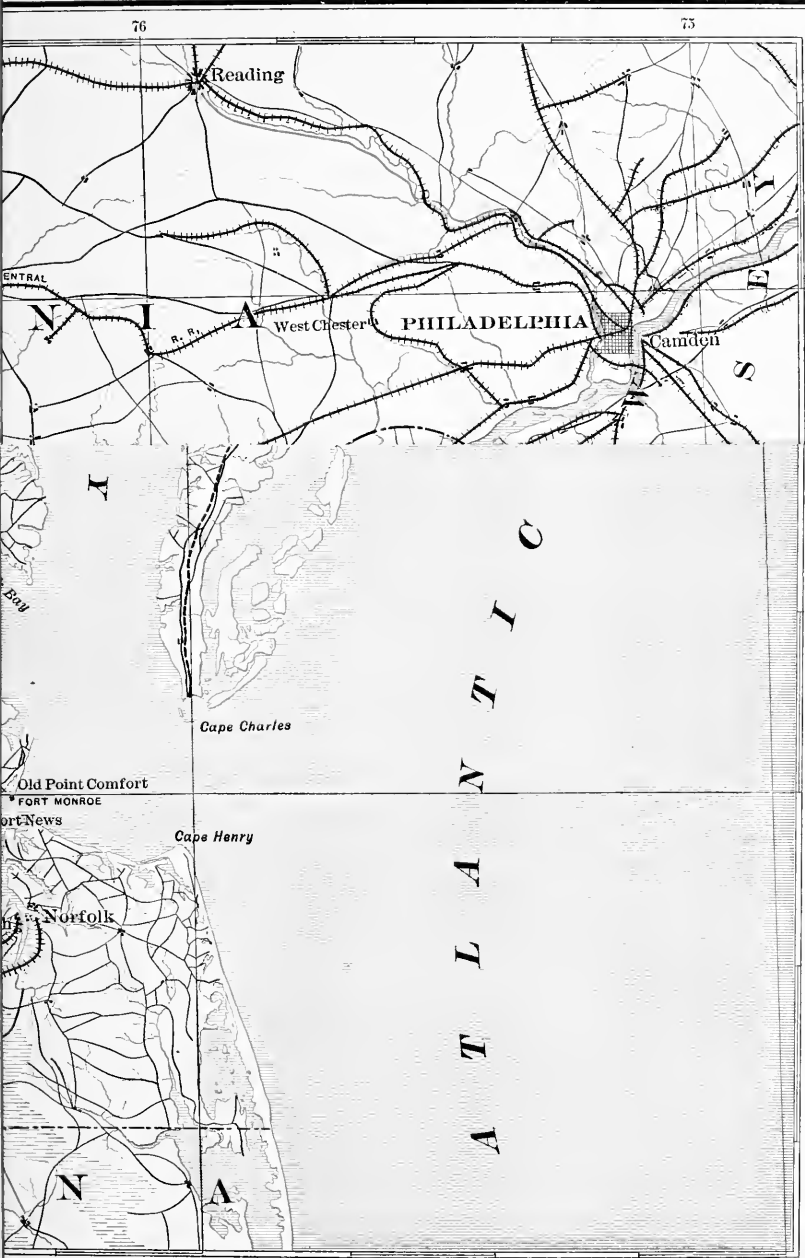 76 75
Reading
ENTRAL
N I A
R. R.
West Chester
PHILADELPHIA
Camden
Y
E
S
W
Y
Bay
Cape Charles
Old Point Comfort
FORT MONROE
ort News
Cape Henry
h
Norfolk
ATLANTIC
N A